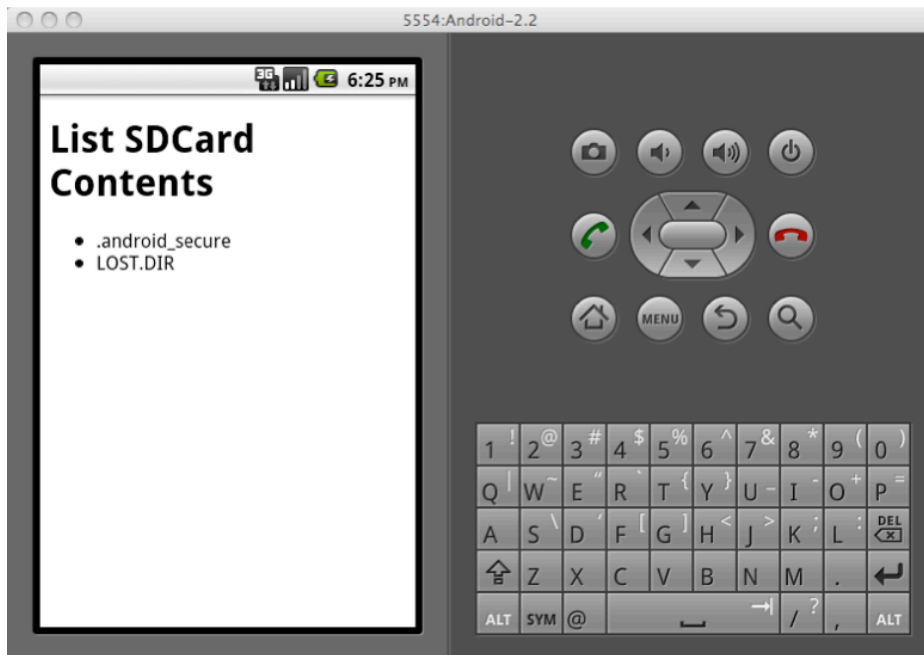 5554:Android-2.2
3G 6:25 PM
List SDCard
Contents
• .android_secure
• LOST.DIR
MENU
1 ! 2 @ 3 # 4 $ 5 % 6 ^ 7 & 8 * 9 ( 0 )
Q | W ~ E “ R ` T { Y } U _ I - O + P =
A S \ D ‘ F [ G ] H < J > K ; L : DEL
Z X C V B N M .
ALT SYM @ / ? , ALT